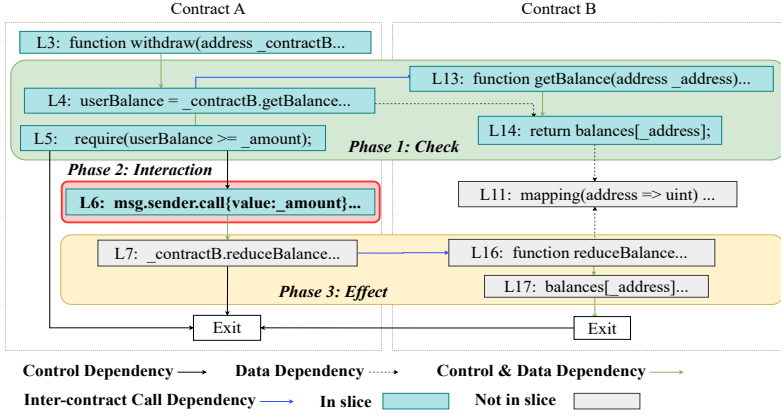 Contract A
Contract B
L3: function withdraw(address _contractB...
L13: function getBalance(address _address)...
L4: userBalance = _contractB.getBalance...
L14: return balances[_address];
L5: require(userBalance >= _amount);
Phase 1: Check
Phase 2: Interaction
L11: mapping(address => uint) ...
L6: msg.sender.call{value:_amount}...
L7: _contractB.reduceBalance...
L16: function reduceBalance...
L17: balances[_address]...
Phase 3: Effect
Exit
Exit
Control Dependency
Data Dependency
Control & Data Dependency
Inter-contract Call Dependency
In slice
Not in slice